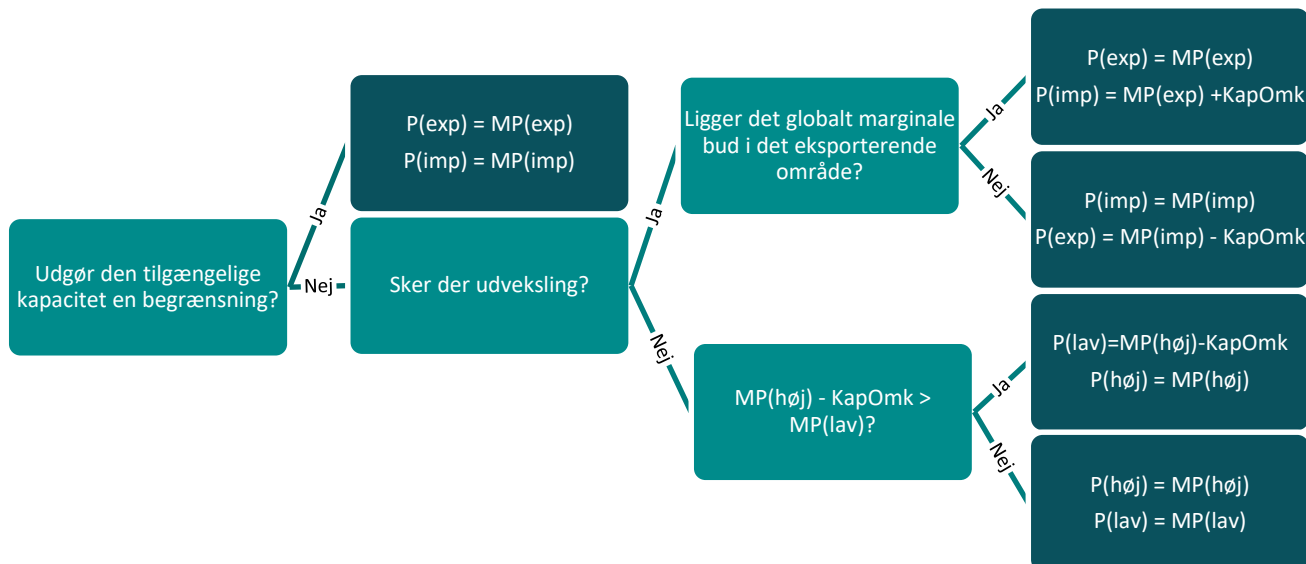 Udgør den tilgængelige
kapacitet en begrænsning?
Ja
Nej
P(exp) = MP(exp)
P(imp) = MP(imp)
Sker der udveksling?
Ja
Nej
Ligger det globalt marginale
bud i det eksporterende
område?
Ja
Nej
P(exp) = MP(exp)
P(imp) = MP(exp) +KapOmk
P(imp) = MP(imp)
P(exp) = MP(imp) - KapOmk
MP(høj) - KapOmk >
MP(lav)?
Ja
Nej
P(lav)=MP(høj)-KapOmk
P(høj) = MP(høj)
P(høj) = MP(høj)
P(lav) = MP(lav)